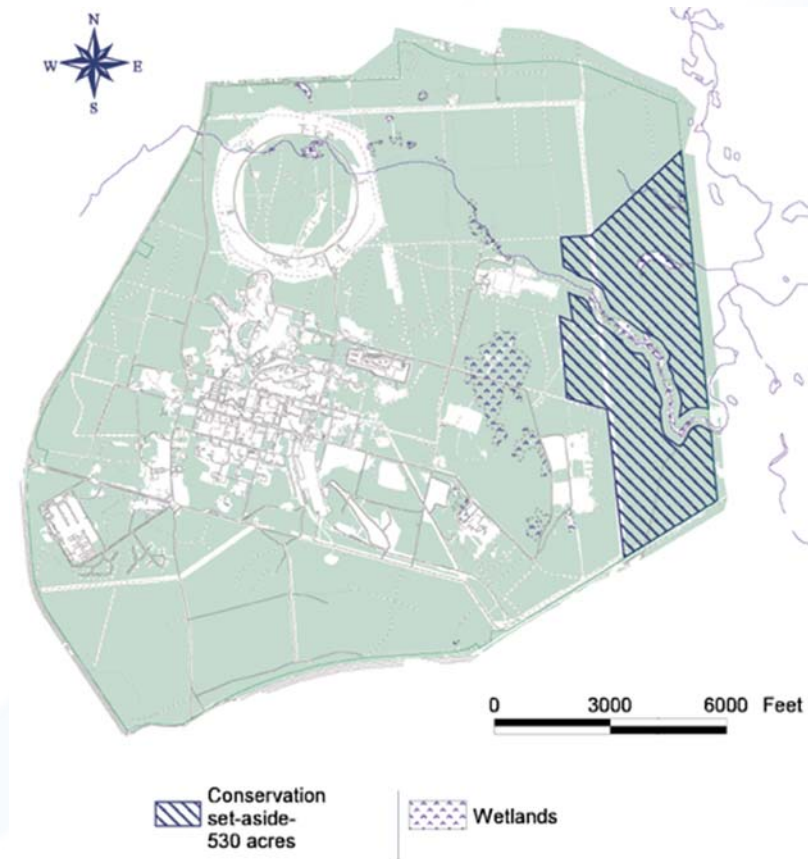 N
W E
S
0 3000 6000 Feet
Conservation
set-aside-
530 acres
Wetlands